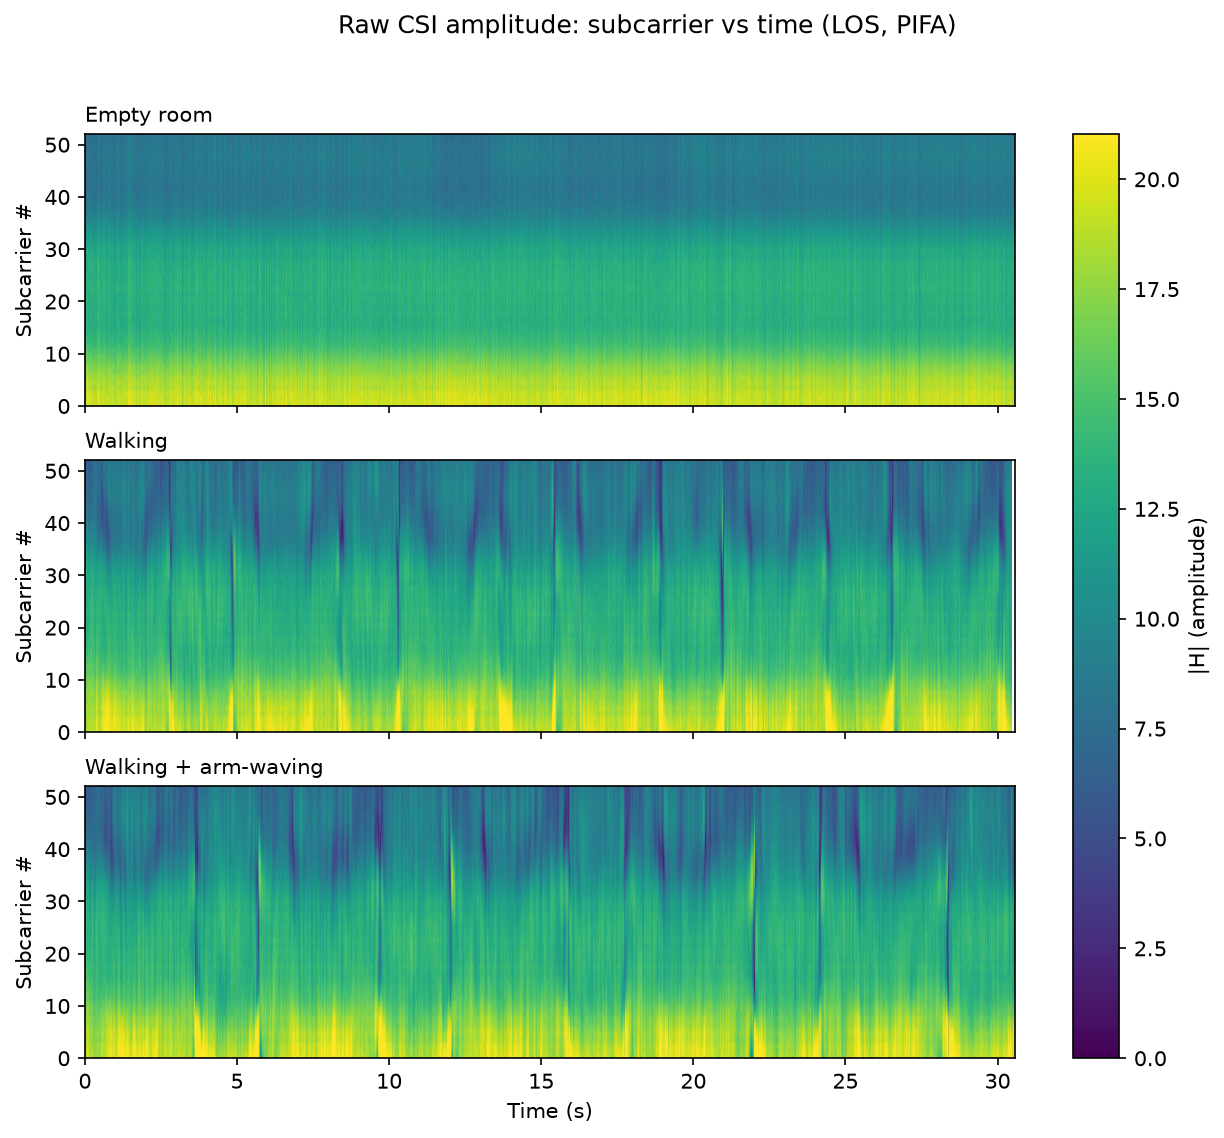 Raw CSI amplitude: subcarrier vs time (LOS, PIFA)
Empty room
50
40
30
20
10
0
Subcarrier #
Walking
50
40
30
20
10
0
Subcarrier #
Walking + arm-waving
50
40
30
20
10
0
Subcarrier #
0 5 10 15 20 25 30
Time (s)
20.0
17.5
15.0
12.5
10.0
7.5
5.0
2.5
0.0
|H| (amplitude)